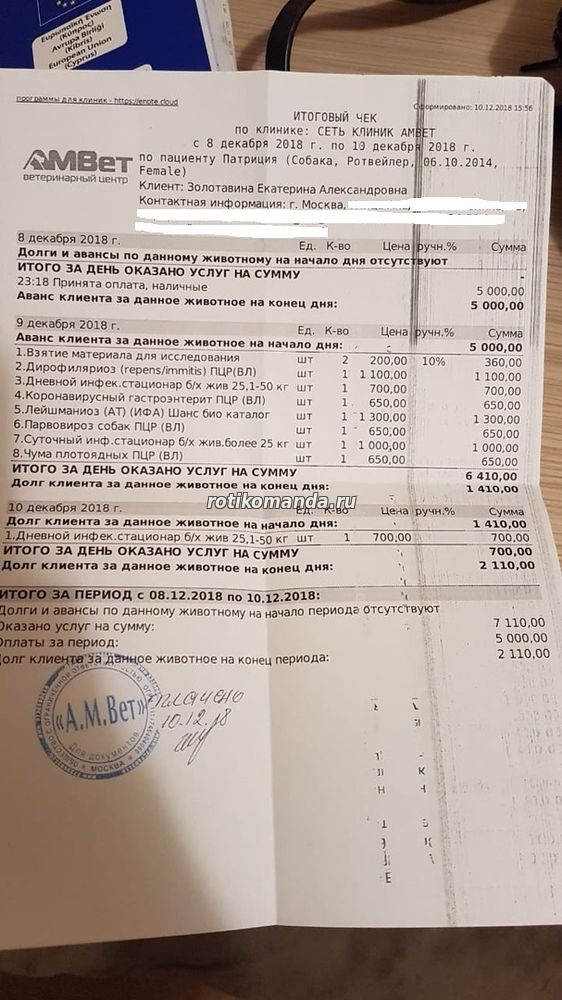 Ευρωπαϊκή Ένωση
(Κύπρος)
Avrupa Birliği
(Kıbrıs)
European Union
(Cyprus)
программы для клиник - https://enote.cloud
Сформировано: 10.12.2018 15:56
ИТОГОВЫЙ ЧЕК
по клинике: СЕТЬ КЛИНИК АМВЕТ
с 8 декабря 2018 г. по 10 декабря 2018 г.
АМВет
ветеринарный центр
по пациенту Патриция (Собака, Ротвейлер, 06.10.2014,
Female)
Клиент: Золотавина Екатерина Александровна
Контактная информация: г. Москва,
8 декабря 2018 г. Ед. К-во Цена ручн.% Сумма
Долги и авансы по данному животному на начало дня отсутствуют
ИТОГО ЗА ДЕНЬ ОКАЗАНО УСЛУГ НА СУММУ -
23:18 Принята оплата, наличные 5 000,00
Аванс клиента за данное животное на конец дня: 5 000,00
9 декабря 2018 г. Ед. К-во Цена ручн.% Сумма
Аванс клиента за данное животное на начало дня: 5 000,00
1.Взятие материала для исследования шт 2 200,00 10% 360,00
2.Дирофиляриоз (repens/immitis) ПЦР(ВЛ) шт 1 1 100,00 1 100,00
3.Дневной инфек.стационар б/х жив 25,1-50 кг шт 1 700,00 700,00
4.Коронавирусный гастроэнтерит ПЦР (ВЛ) шт 1 650,00 650,00
5.Лейшманиоз (АТ) (ИФА) Шанс био каталог шт 1 1 300,00 1 300,00
6.Парвовироз собак ПЦР (ВЛ) шт 1 650,00 650,00
7.Суточный инф.стационар б/х жив.более 25 кг шт 1 1 000,00 1 000,00
8.Чума плотоядных ПЦР (ВЛ) шт 1 650,00 650,00
ИТОГО ЗА ДЕНЬ ОКАЗАНО УСЛУГ НА СУММУ 6 410,00
Долг клиента за данное животное на конец дня: 1 410,00
rotikomanda.ru
10 декабря 2018 г. Ед. К-во Цена ручн.% Сумма
Долг клиента за данное животное на начало дня: 1 410,00
1.Дневной инфек.стационар б/х жив 25,1-50 кг шт 1 700,00 700,00
ИТОГО ЗА ДЕНЬ ОКАЗАНО УСЛУГ НА СУММУ 700,00
Долг клиента за данное животное на конец дня: 2 110,00
ИТОГО ЗА ПЕРИОД с 08.12.2018 по 10.12.2018:
Долги и авансы по данному животному на начало периода отсутствуют
Оказано услуг на сумму: 7 110,00
Оплаты за период: 5 000,00
Долг клиента за данное животное на конец периода: 2 110,00
«А.М.Вет»
Для документов
МОСКВА
оплачено
10.12.18